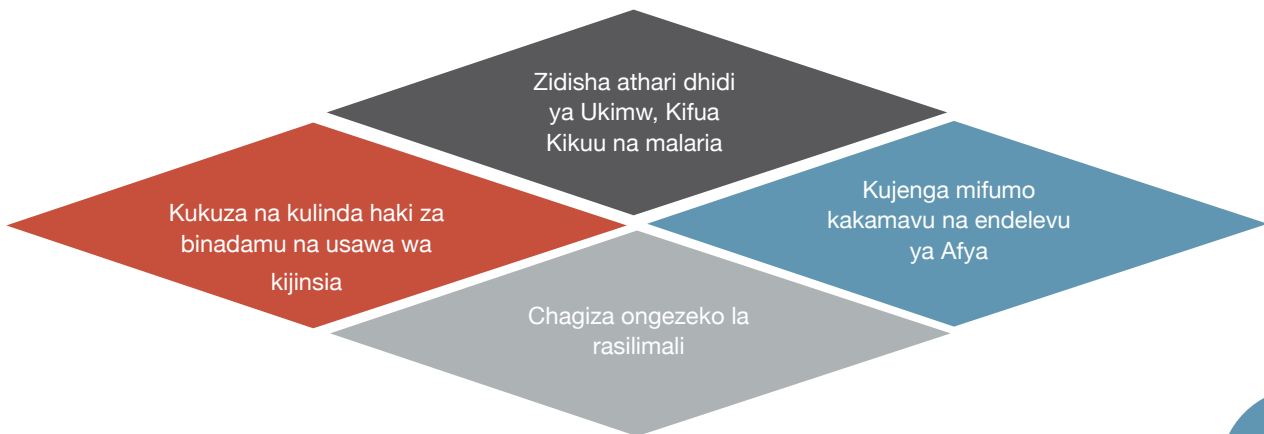 Zidisha athari dhidi
ya Ukimw, Kifua
Kikuu na malaria
Kukuza na kulinda haki za
binadamu na usawa wa
kijinsia
Kujenga mifumo
kakamavu na endelevu
ya Afya
Chagiza ongezeko la
rasilimali